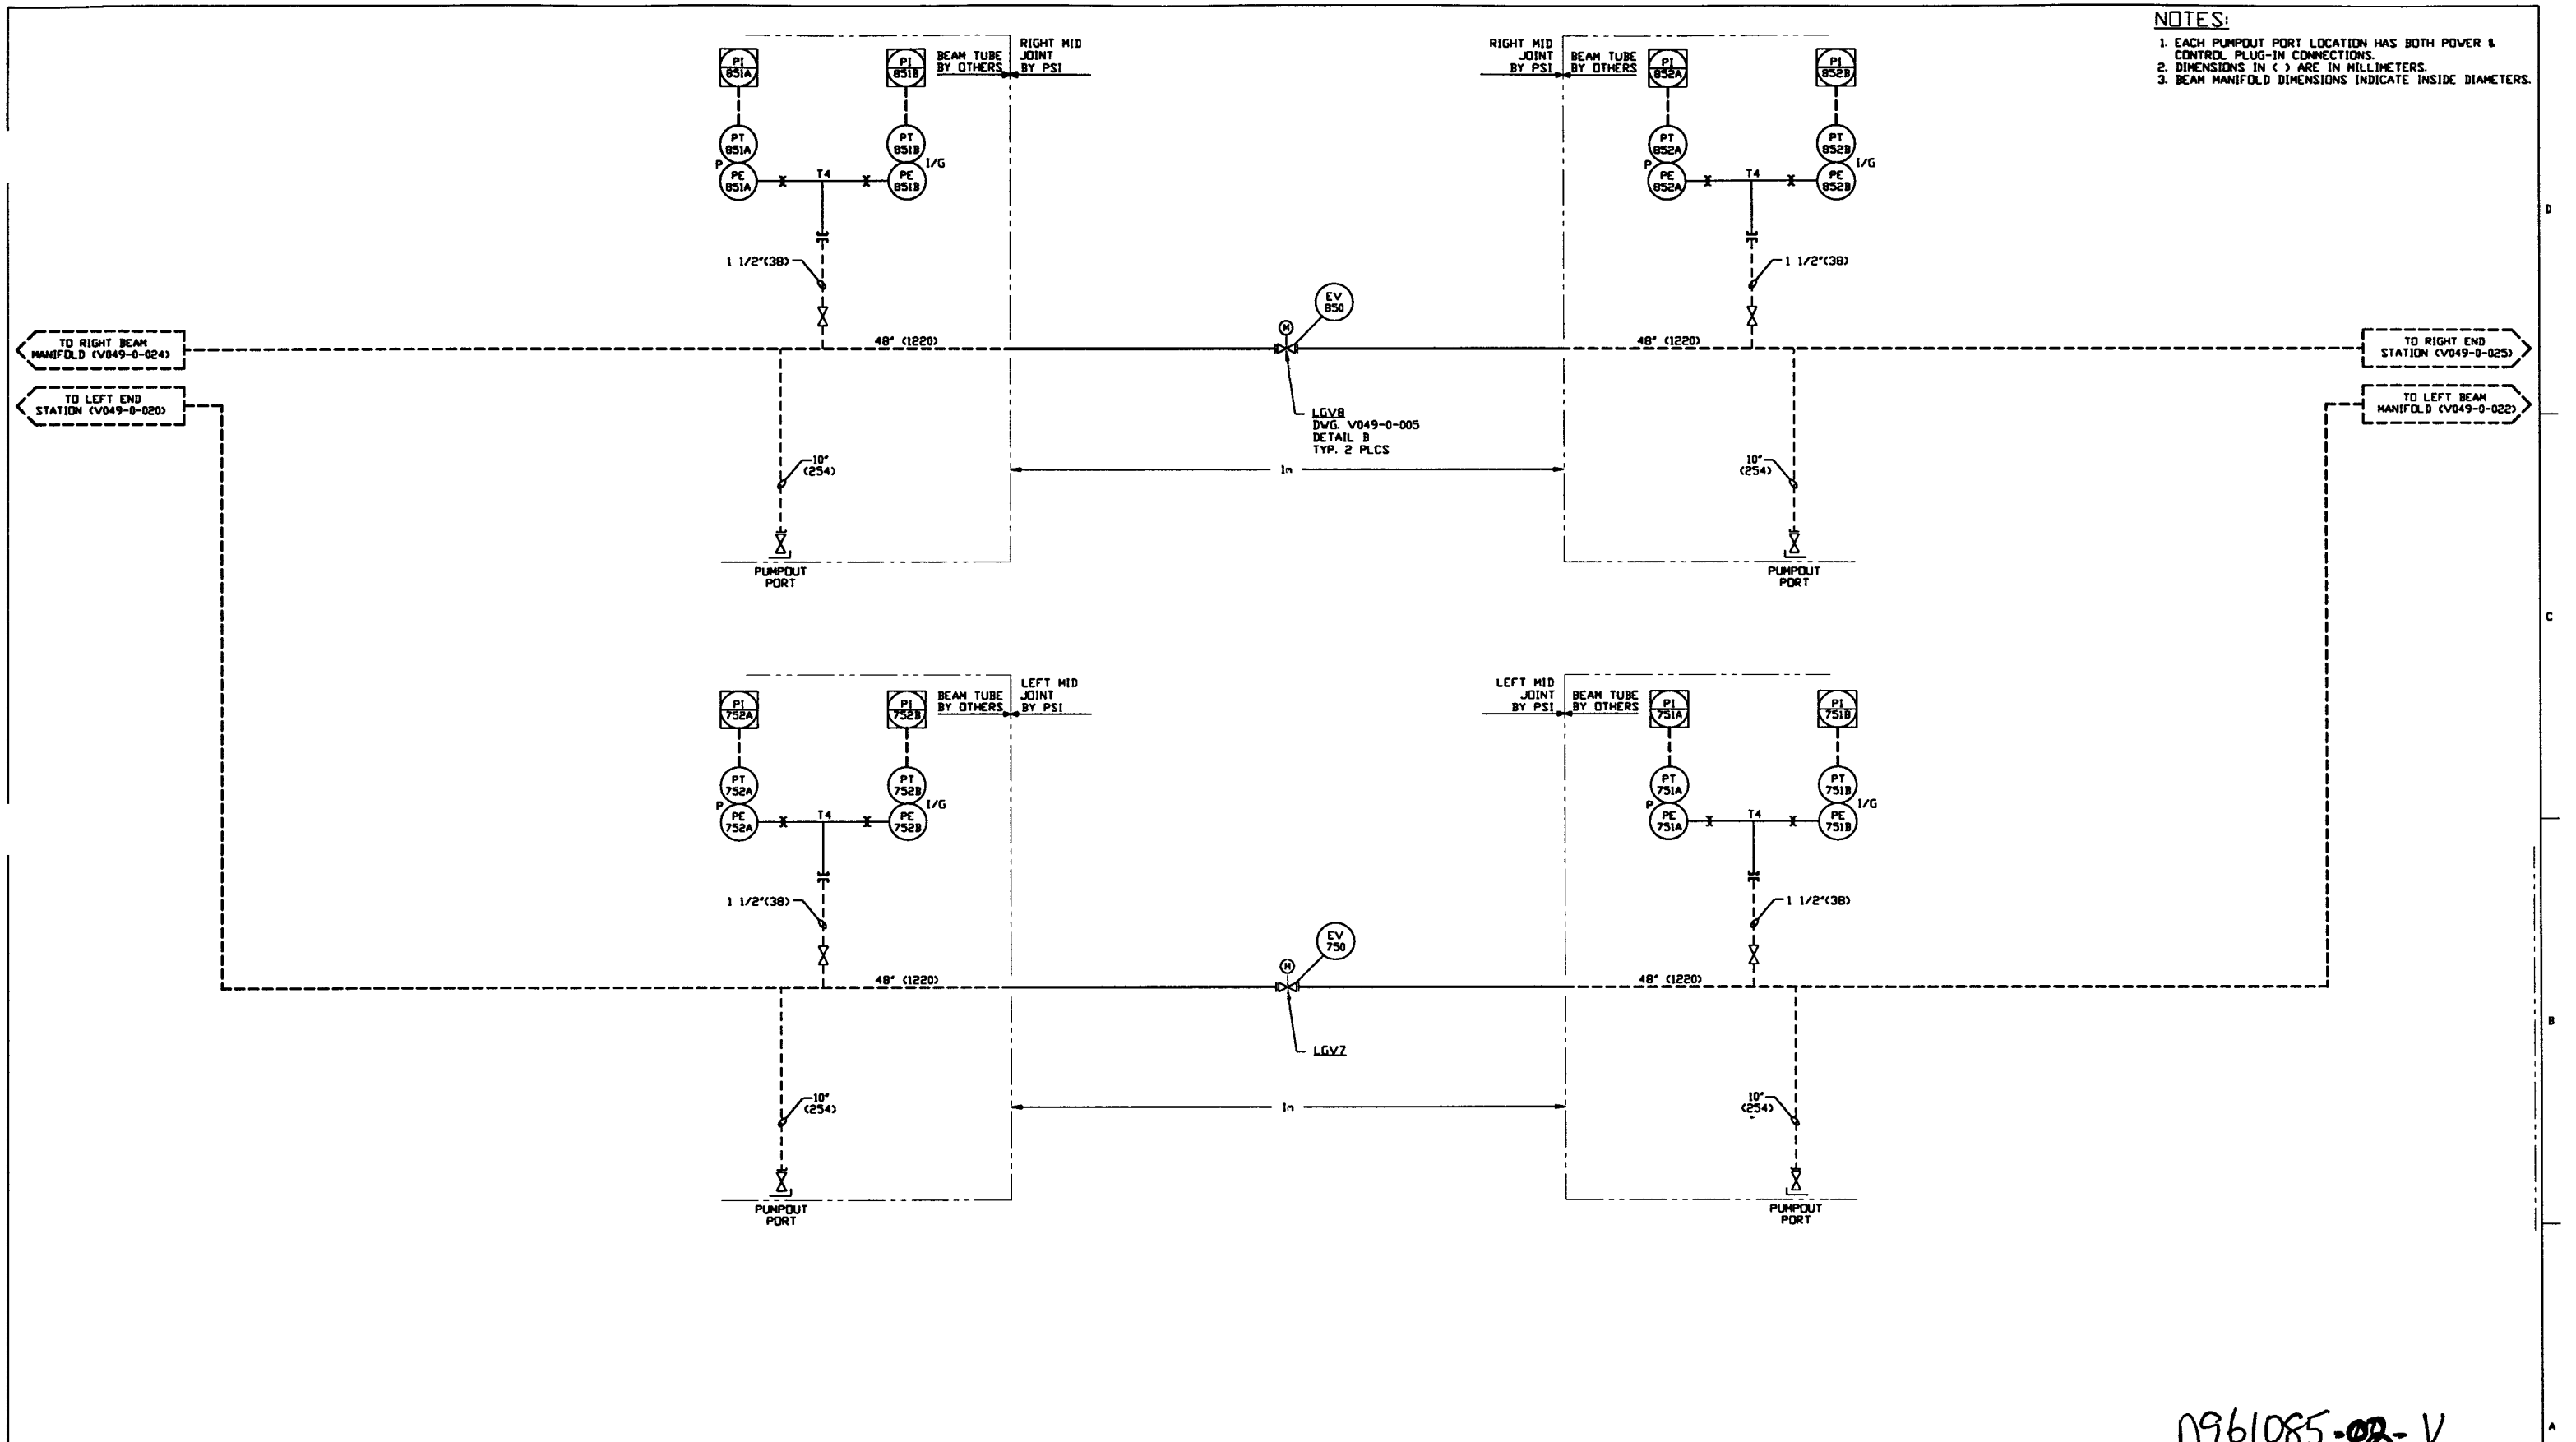 NOTES:
1. EACH PUMPOUT PORT LOCATION HAS BOTH POWER &
CONTROL PLUG-IN CONNECTIONS.
2. DIMENSIONS IN ( ) ARE IN MILLIMETERS.
3. BEAM MANIFOLD DIMENSIONS INDICATE INSIDE DIAMETERS.
PI
851A
PI
851B
BEAM TUBE
BY OTHERS
RIGHT MID
JOINT
BY PSI
RIGHT MID
JOINT
BY PSI
BEAM TUBE
BY OTHERS
PI
852A
PI
852B
PT
851A
PT
851B
PT
852A
PT
852B
P
PE
851A
T4
I/G
PE
851B
P
PE
852A
T4
I/G
PE
852B
D
1 1/2"(38)
1 1/2"(38)
EV
850
M
TO RIGHT BEAM
MANIFOLD (V049-0-024)
48" (1220)
48" (1220)
TO RIGHT END
STATION (V049-0-025)
TO LEFT END
STATION (V049-0-020)
TO LEFT BEAM
MANIFOLD (V049-0-022)
LGV8
DWG. V049-0-005
DETAIL B
TYP. 2 PLCS
10"
(254)
1m
10"
(254)
PUMPOUT
PORT
PUMPOUT
PORT
C
PI
752A
PI
752B
BEAM TUBE
BY OTHERS
LEFT MID
JOINT
BY PSI
LEFT MID
JOINT
BY PSI
BEAM TUBE
BY OTHERS
PI
751A
PI
751B
PT
752A
PT
752B
PT
751A
PT
751B
P
PE
752A
T4
I/G
PE
752B
P
PE
751A
T4
I/G
PE
751B
1 1/2"(38)
1 1/2"(38)
EV
750
M
48" (1220)
48" (1220)
B
LGV7
10"
(254)
1m
10"
(254)
PUMPOUT
PORT
PUMPOUT
PORT
D961085-02-V
A